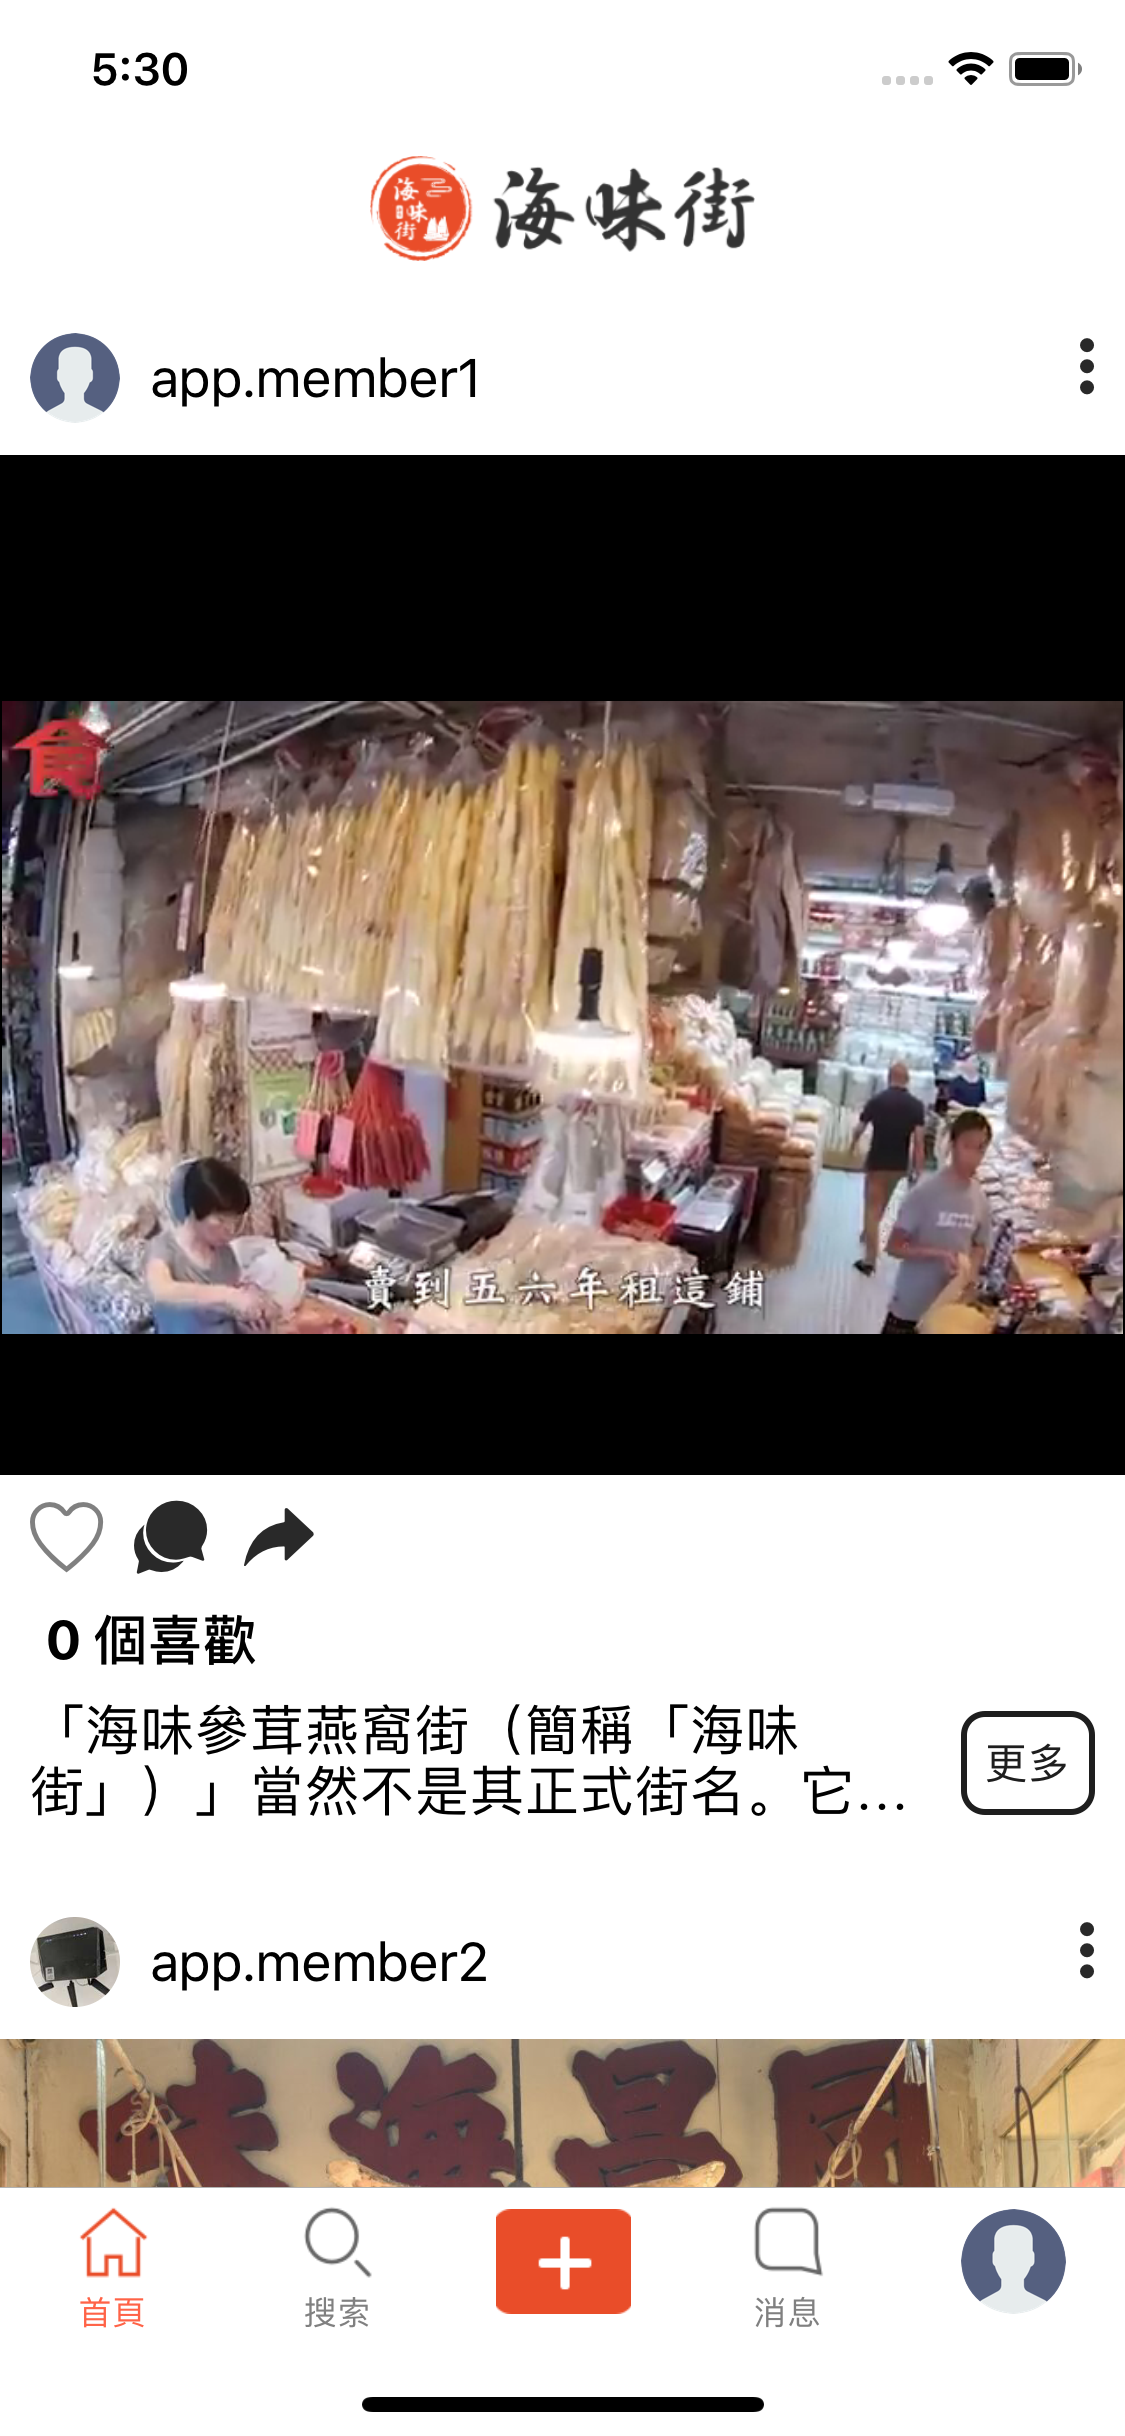 5:30
海味街
海味街
app.member1
食
賣到五六年租這鋪
0 個喜歡
「海味參茸燕窩街（簡稱「海味
街」）」當然不是其正式街名。它...
更多
app.member2
味海昌同
首頁
搜索
消息